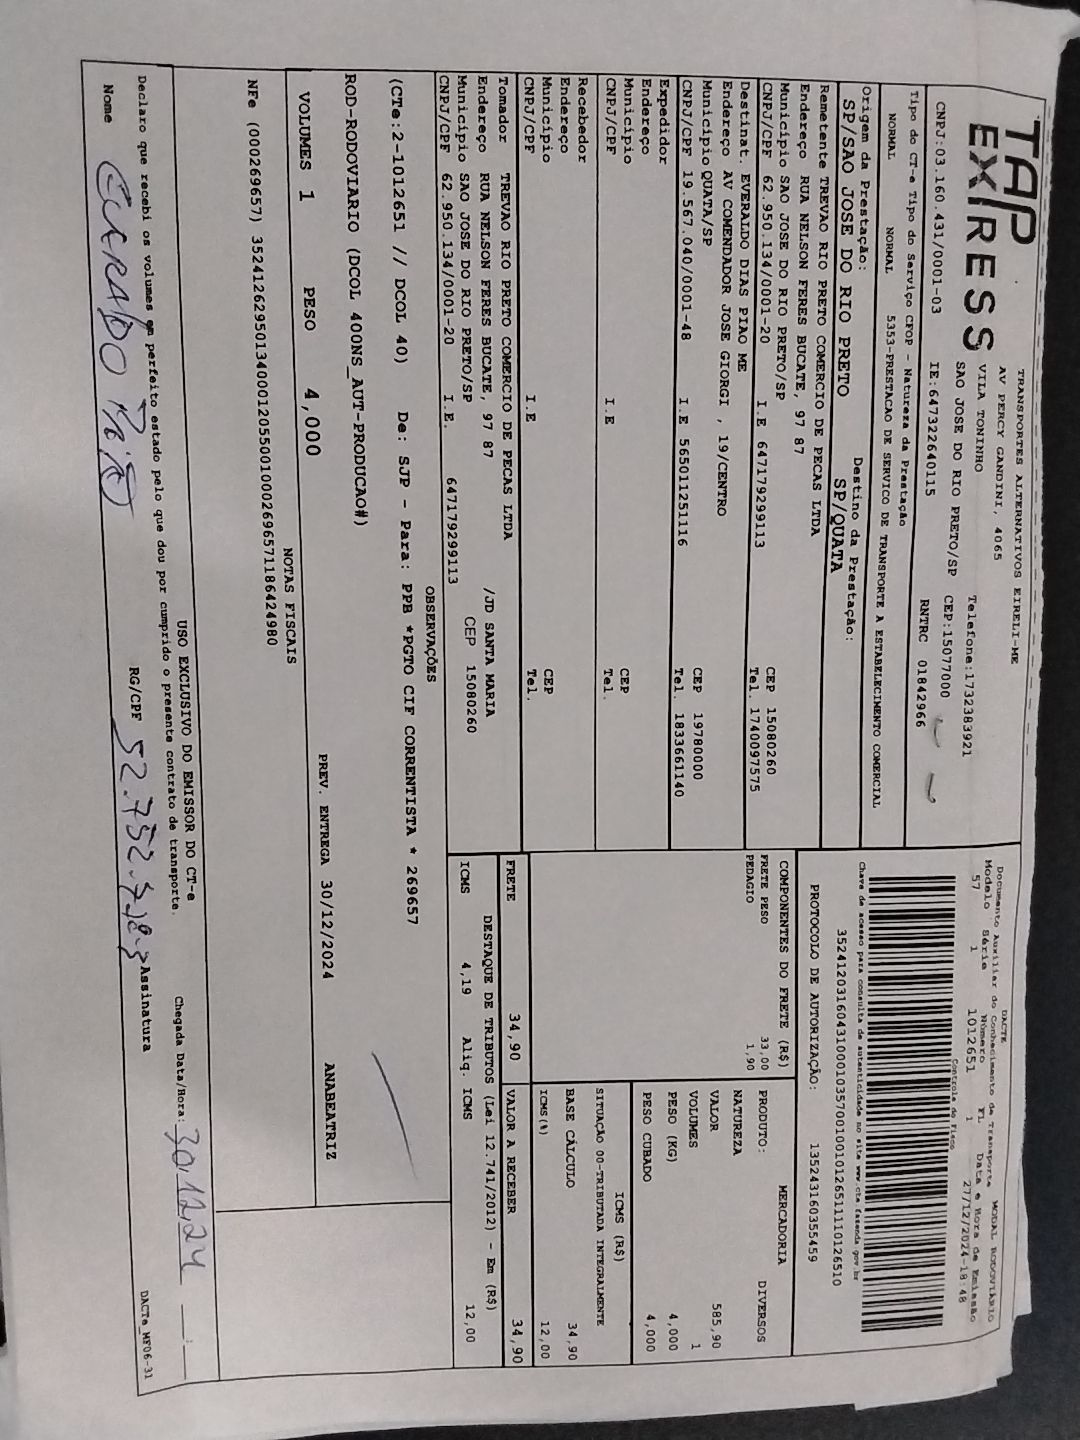 TAP
EXPRESS
TRANSPORTES ALTERNATIVOS EIRELI-ME
AV PERCY GANDINI, 4065
VILA TONINHO Telefone:1732383921
SAO JOSE DO RIO PRETO/SP CEP:15077000
CNPJ:03.160.431/0001-03 IE:647322640115 RNTRC 01842966
Tipo do CT-e Tipo do Serviço CFOP - Natureza da Prestação
NORMAL NORMAL 5353-PRESTACAO DE SERVICO DE TRANSPORTE A ESTABELECIMENTO COMERCIAL
Origem da Prestação: Destino da Prestação:
SP/SAO JOSE DO RIO PRETO SP/QUATA
Remetente TREVAO RIO PRETO COMERCIO DE PECAS LTDA
Endereço RUA NELSON FERES BUCATE, 97 87
Município SAO JOSE DO RIO PRETO/SP CEP 15080260
CNPJ/CPF 62.950.134/0001-20 I.E 647179299113 Tel. 1740097575
Destinat. EVERALDO DIAS PIAO ME
Endereço AV COMENDADOR JOSE GIORGI , 19/CENTRO
Município QUATA/SP CEP 19780000
CNPJ/CPF 19.567.040/0001-48 I.E 565011251116 Tel. 1833661140
Expedidor
Endereço
Município CEP
CNPJ/CPF I.E Tel.
Recebedor
Endereço
Município CEP
CNPJ/CPF I.E Tel.
Tomador TREVAO RIO PRETO COMERCIO DE PECAS LTDA
Endereço RUA NELSON FERES BUCATE, 97 87 /JD SANTA MARIA
Município SAO JOSE DO RIO PRETO/SP CEP 15080260
CNPJ/CPF 62.950.134/0001-20 I.E. 647179299113
DACTE MODAL RODOVIÁRIO
Documento Auxiliar do Conhecimento de Transporte
Modelo Série Número FL Data e Hora de Emissão
57 1 1012651 1 27/12/2024-18:48
Controle do Fisco
35241203160431000103570010010126511110126510
Chave de acesso para consulta de autenticidade no site www.cte.fazenda.gov.br
PROTOCOLO DE AUTORIZAÇÃO: 135243160355459
COMPONENTES DO FRETE (R$)
FRETE PESO 33,00
PEDAGIO 1,90
MERCADORIA
PRODUTO: DIVERSOS
NATUREZA
VALOR 585,90
VOLUMES 1
PESO (KG) 4,000
PESO CUBADO 4,000
ICMS (R$)
SITUAÇÃO 00-TRIBUTADA INTEGRALMENTE
BASE CÁLCULO 34,90
ICMS(%) 12,00
FRETE 34,90 VALOR A RECEBER 34,90
DESTAQUE DE TRIBUTOS (Lei 12.741/2012) - Em (R$)
ICMS 4,19 Aliq. ICMS 12,00
OBSERVAÇÕES
(CTe:2-1012651 // DCOL 40) De: SJP - Para: PPB *PGTO CIF CORRENTISTA * 269657
ROD-RODOVIARIO (DCOL 400NS_AUT-PRODUCAO#)
VOLUMES 1 PESO 4,000 PREV. ENTREGA 30/12/2024 ANABEATRIZ
NOTAS FISCAIS
NFe (000269657) 35241262950134000120550010002696571186424980
USO EXCLUSIVO DO EMISSOR DO CT-e
Declaro que recebi os volumes em perfeito estado pelo que dou por cumprido o presente contrato de transporte. Chegada Data/Hora: 30.12.24 __:__
Nome RG/CPF Assinatura
DACTe_MF06-31